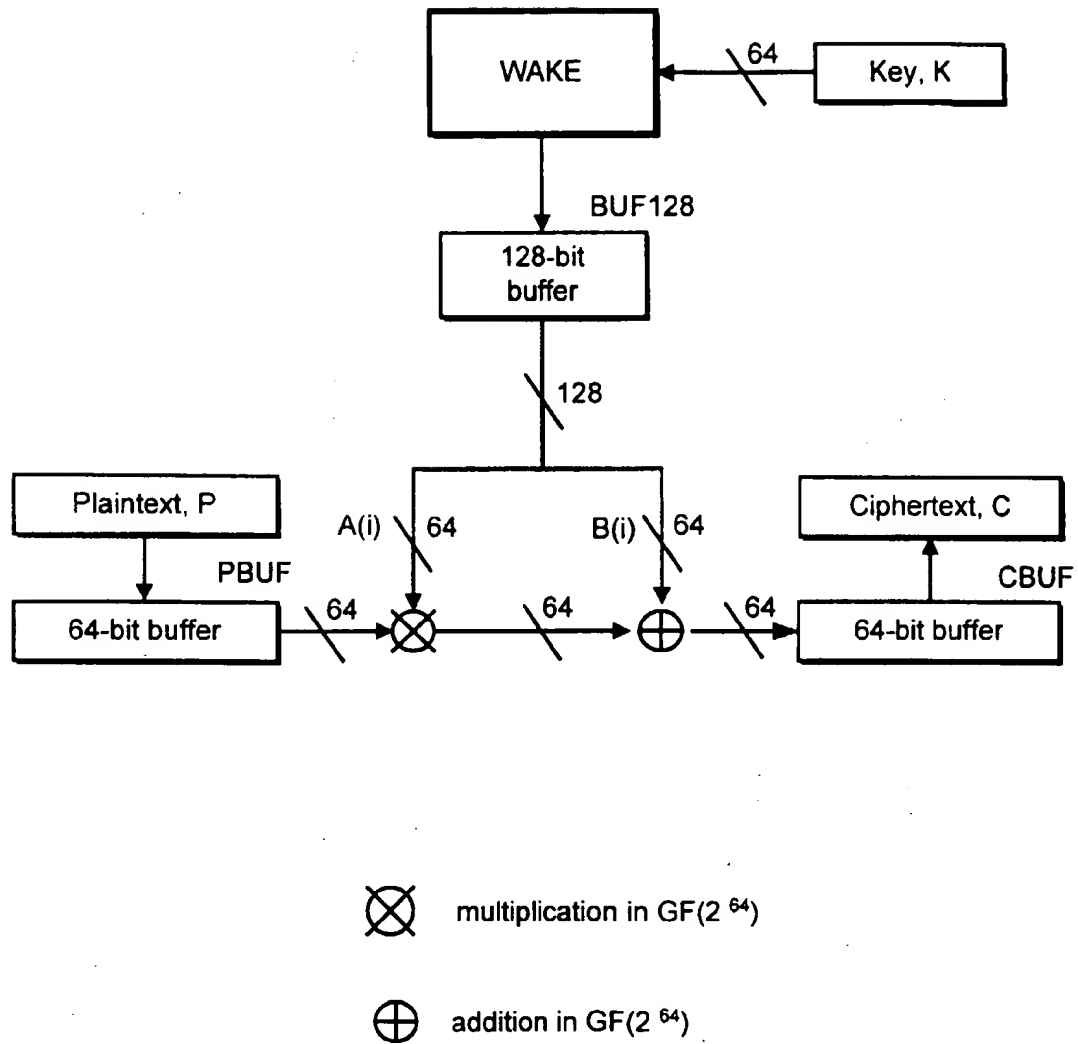 WAKE
64
Key, K
BUF128
128-bit
buffer
128
Plaintext, P
A(i)
64
B(i)
64
Ciphertext, C
PBUF
CBUF
64-bit buffer
64
64
64
64-bit buffer
multiplication in GF(2 ⁶⁴)
addition in GF(2 ⁶⁴)